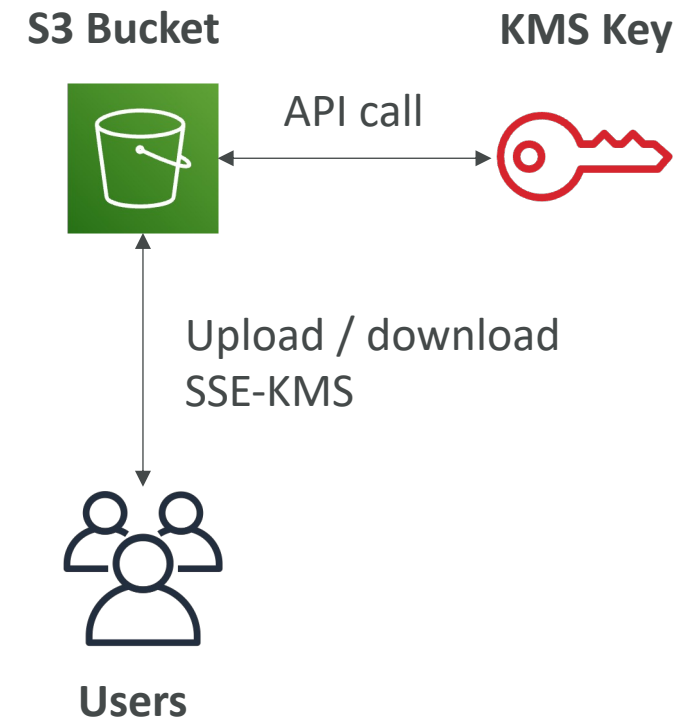 S3 Bucket
KMS Key
API call
Upload / download
SSE-KMS
Users